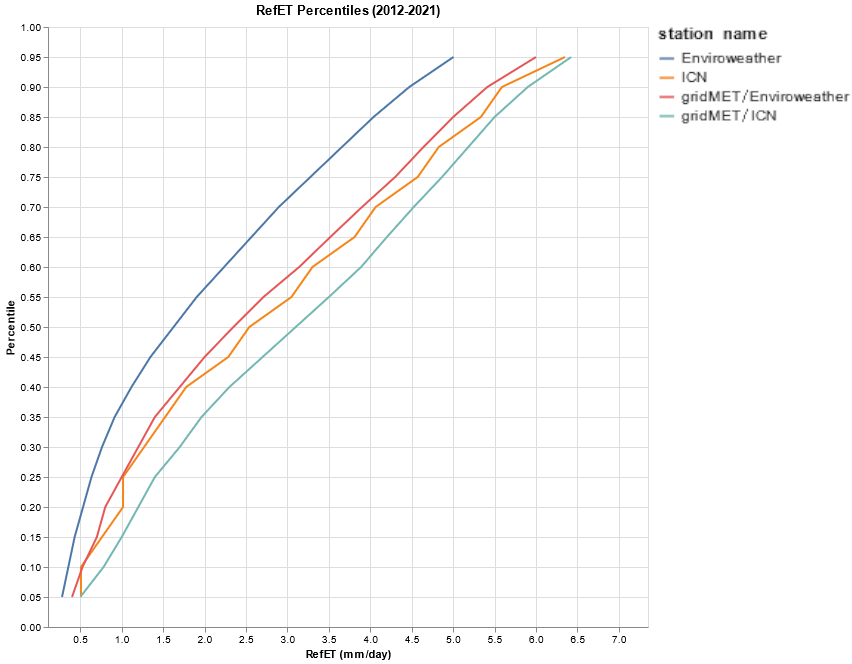 RefET Percentiles (2012-2021)
station_name
Enviroweather
ICN
gridMET/Enviroweather
gridMET/ICN
1.00
0.95
0.90
0.85
0.80
0.75
0.70
0.65
0.60
0.55
0.50
0.45
0.40
0.35
0.30
0.25
0.20
0.15
0.10
0.05
0.00
Percentile
0.5 1.0 1.5 2.0 2.5 3.0 3.5 4.0 4.5 5.0 5.5 6.0 6.5 7.0
RefET (mm/day)